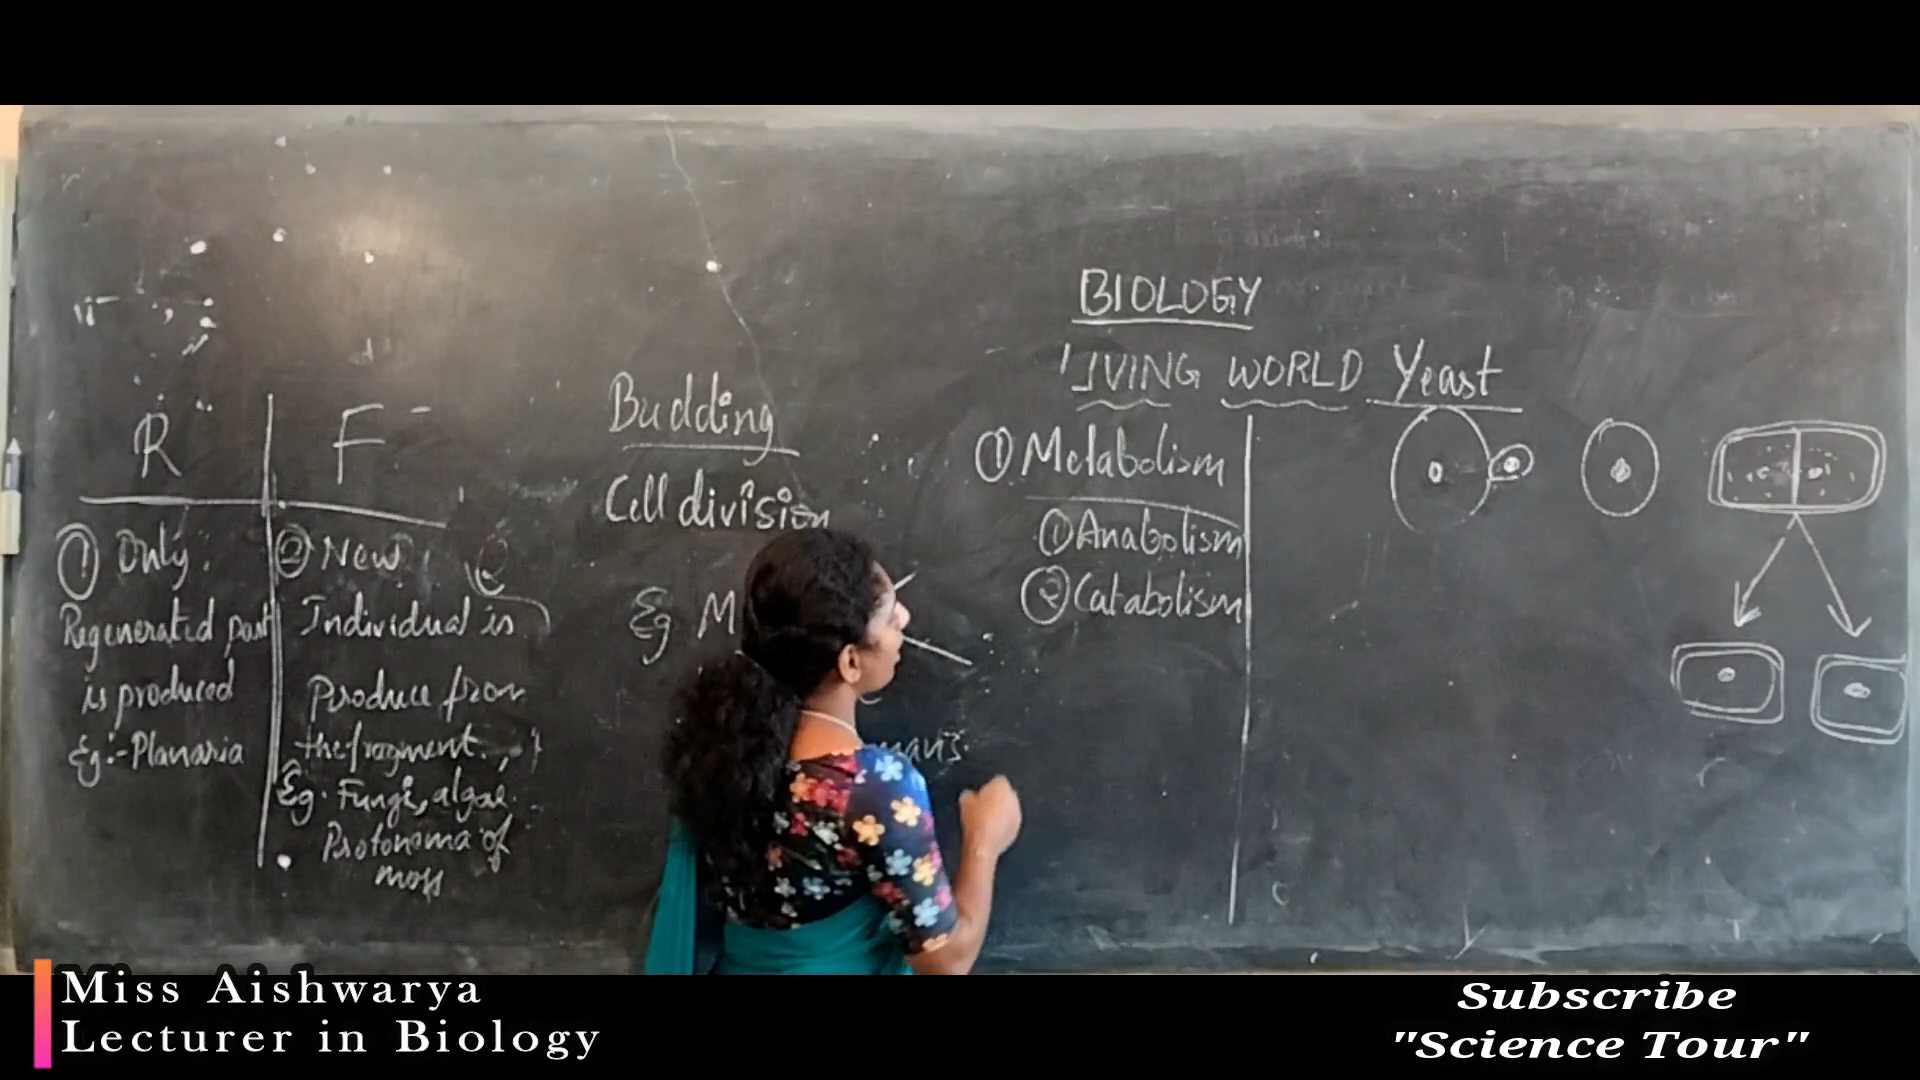 BIOLOGY
LIVING WORLD Yeast
R F
① Only
Regenerated part
is produced
Eg:- Planaria
② New
Individual is
Produce from
the fragment.
Eg. Fungi, algae.
Protonema of
moss
Budding
Cell division
Eg M
① Metabolism
① Anabolism
② Catabolism
Miss Aishwarya
Lecturer in Biology
Subscribe
"Science Tour"